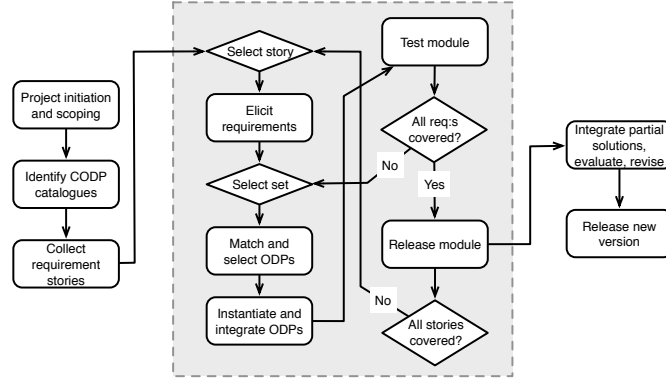 Project initiation
and scoping
Identify CODP
catalogues
Collect
requirement
stories
Select story
Elicit
requirements
Select set
Match and
select ODPs
Instantiate and
integrate ODPs
Test module
All req:s
covered?
No
Yes
Release module
No
All stories
covered?
Integrate partial
solutions,
evaluate, revise
Release new
version